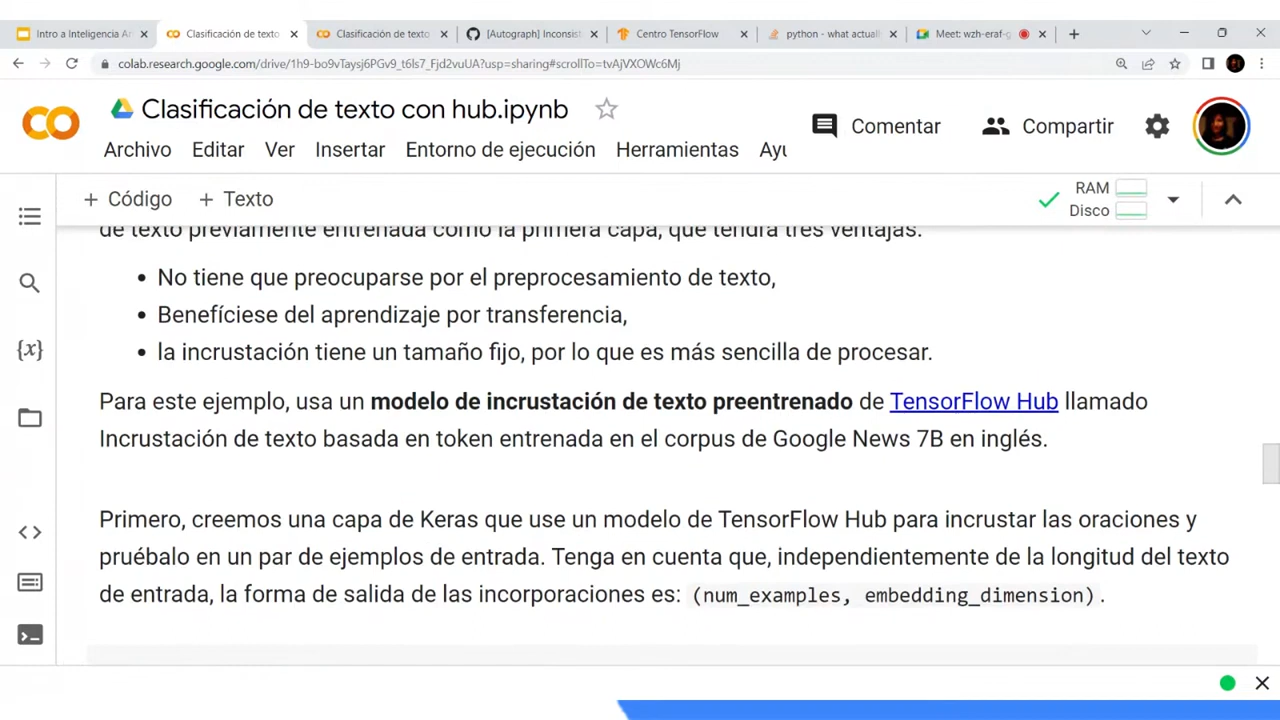 Intro a Inteligencia Ar
Clasificación de texto
Clasificación de texto
[Autograph] Inconsist
Centro TensorFlow
python - what actuall
Meet: wzh-eraf-
colab.research.google.com/drive/1h9-bo9vTaysj6PGv9_t6ls7_Fjd2vuUA?usp=sharing#scrollTo=tvAjVXOWc6Mj
Clasificación de texto con hub.ipynb
Comentar
Compartir
Archivo Editar Ver Insertar Entorno de ejecución Herramientas Ayu
+ Código + Texto
RAM
Disco
de texto previamente entrenada como la primera capa, que tendrá tres ventajas:
• No tiene que preocuparse por el preprocesamiento de texto,
• Benefíciese del aprendizaje por transferencia,
• la incrustación tiene un tamaño fijo, por lo que es más sencilla de procesar.
Para este ejemplo, usa un modelo de incrustación de texto preentrenado de TensorFlow Hub llamado
Incrustación de texto basada en token entrenada en el corpus de Google News 7B en inglés.
Primero, creemos una capa de Keras que use un modelo de TensorFlow Hub para incrustar las oraciones y
pruébalo en un par de ejemplos de entrada. Tenga en cuenta que, independientemente de la longitud del texto
de entrada, la forma de salida de las incorporaciones es: (num_examples, embedding_dimension).